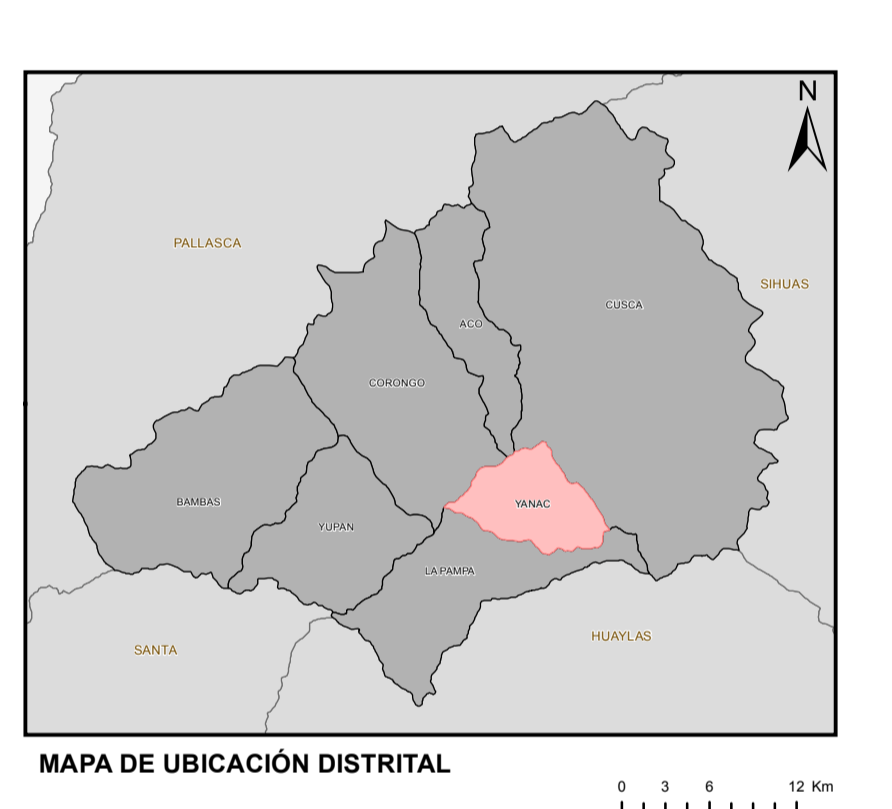 N
PALLASCA
SIHUAS
CUSCA
ACO
CORONGO
BAMBAS
YANAC
YUPAN
LA PAMPA
SANTA
HUAYLAS
MAPA DE UBICACIÓN DISTRITAL
0 3 6 12 Km